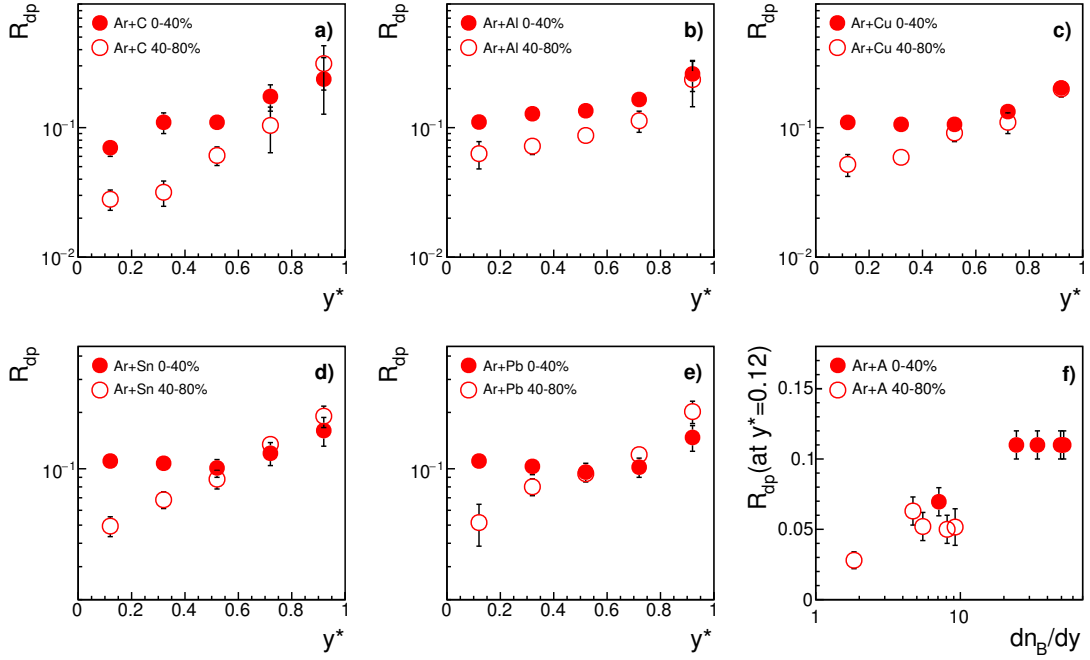 R_dp
Ar+C 0-40%
Ar+C 40-80%
a)
10⁻¹
10⁻²
0 0.2 0.4 0.6 0.8 1
y*
R_dp
Ar+Al 0-40%
Ar+Al 40-80%
b)
10⁻¹
10⁻²
0 0.2 0.4 0.6 0.8 1
y*
R_dp
Ar+Cu 0-40%
Ar+Cu 40-80%
c)
10⁻¹
10⁻²
0 0.2 0.4 0.6 0.8 1
y*
R_dp
Ar+Sn 0-40%
Ar+Sn 40-80%
d)
10⁻¹
0 0.2 0.4 0.6 0.8 1
y*
R_dp
Ar+Pb 0-40%
Ar+Pb 40-80%
e)
10⁻¹
0 0.2 0.4 0.6 0.8 1
y*
R_dp(at y*=0.12)
Ar+A 0-40%
Ar+A 40-80%
f)
0.15
0.1
0.05
0
1 10
dn_B/dy